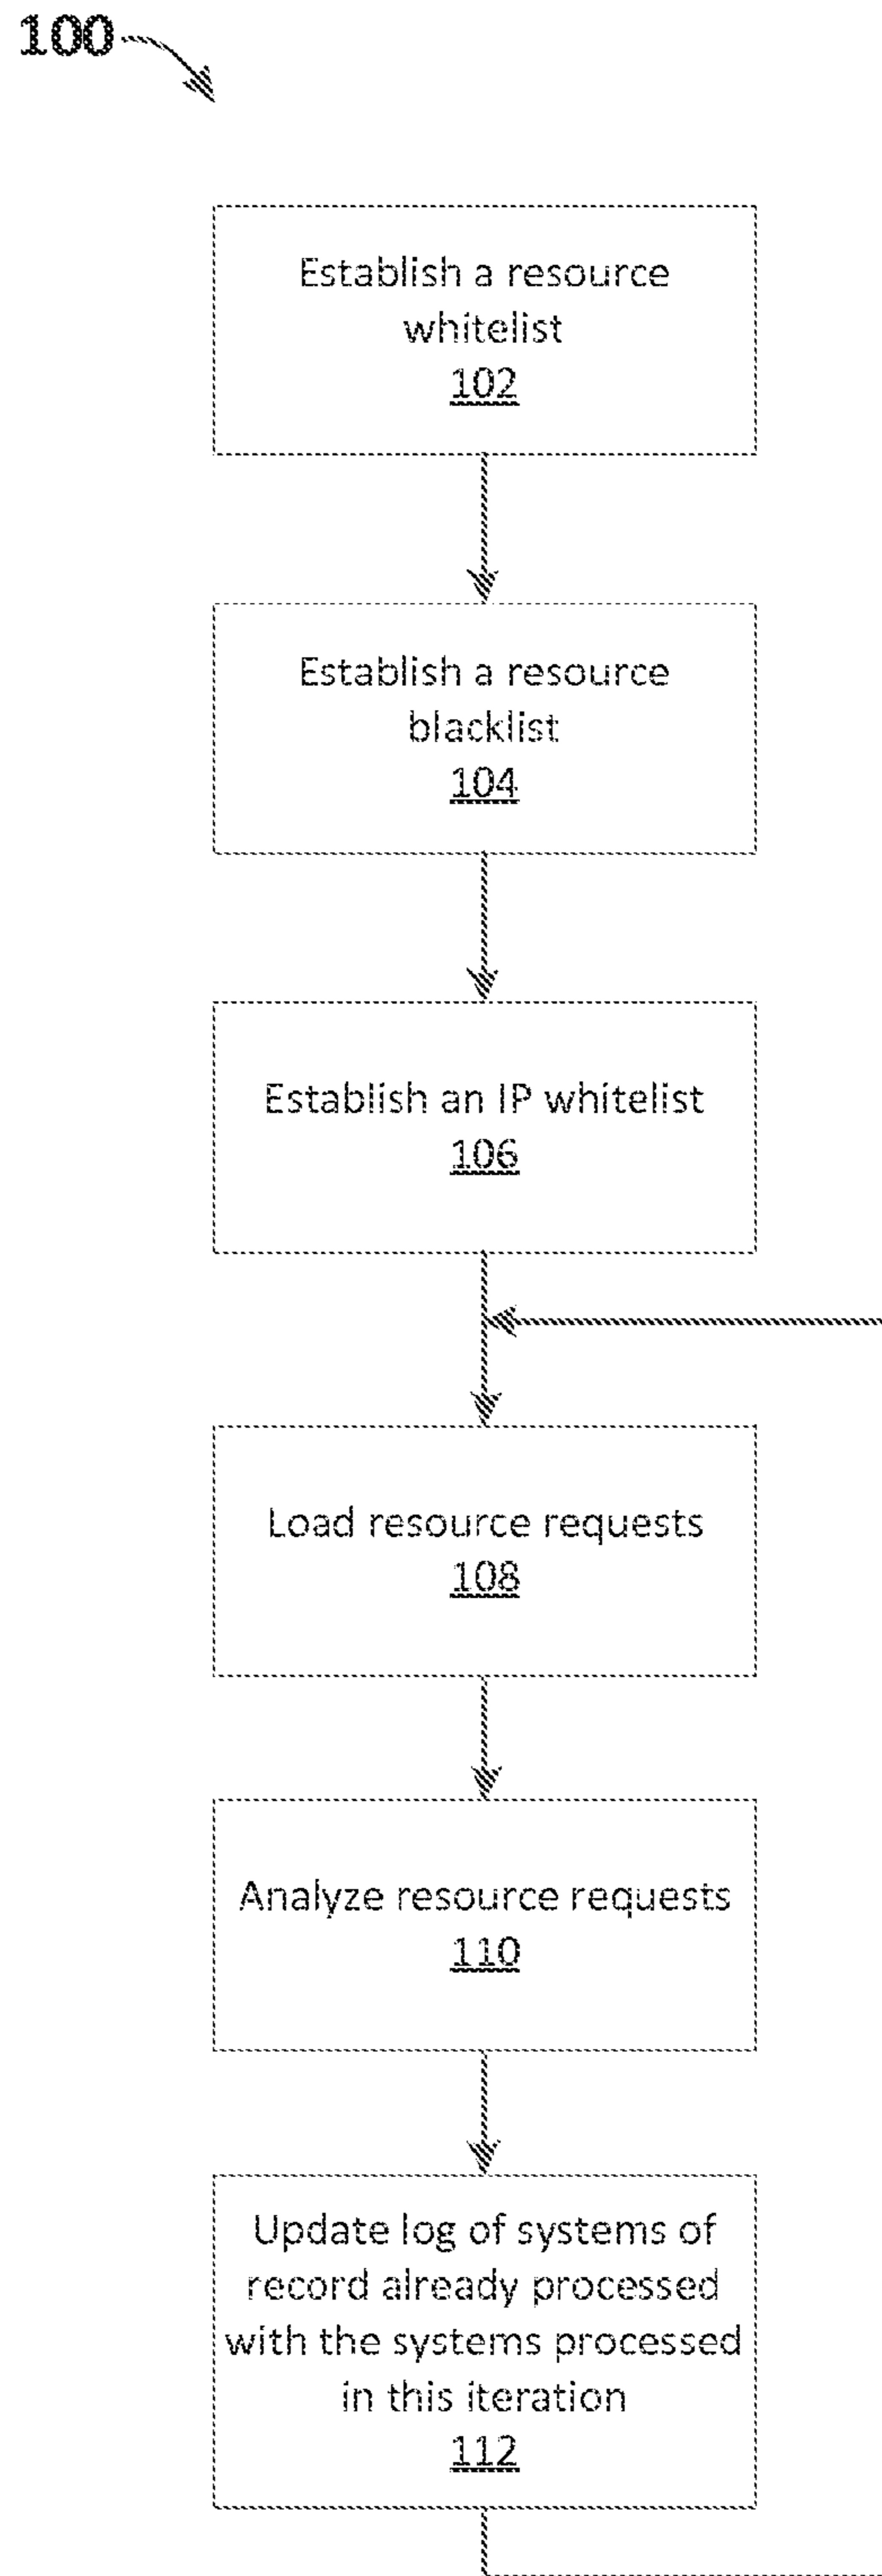 100
Establish a resource
whitelist
102
Establish a resource
blacklist
104
Establish an IP whitelist
106
Load resource requests
108
Analyze resource requests
110
Update log of systems of
record already processed
with the systems processed
in this iteration
112